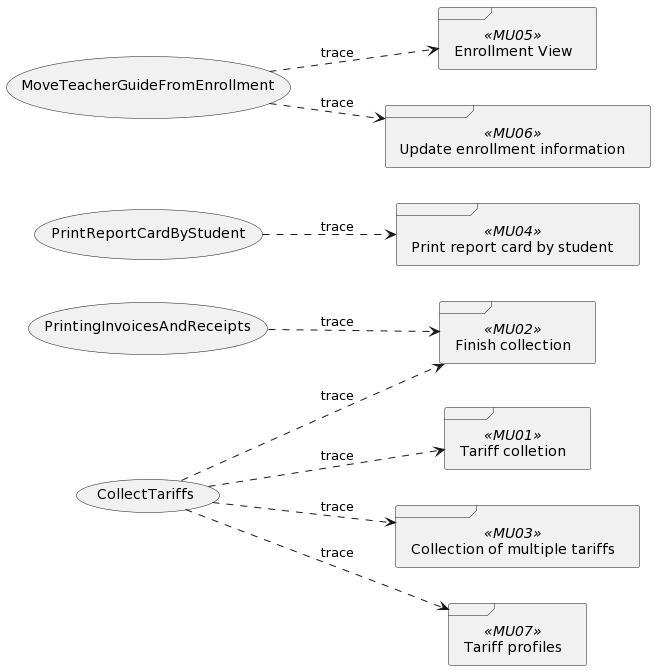 trace
«MU05»
Enrollment View
MoveTeacherGuideFromEnrollment
trace
«MU06»
Update enrollment information
PrintReportCardByStudent
trace
«MU04»
Print report card by student
PrintingInvoicesAndReceipts
trace
«MU02»
Finish collection
trace
«MU01»
Tariff colletion
trace
CollectTariffs
trace
«MU03»
Collection of multiple tariffs
trace
«MU07»
Tariff profiles